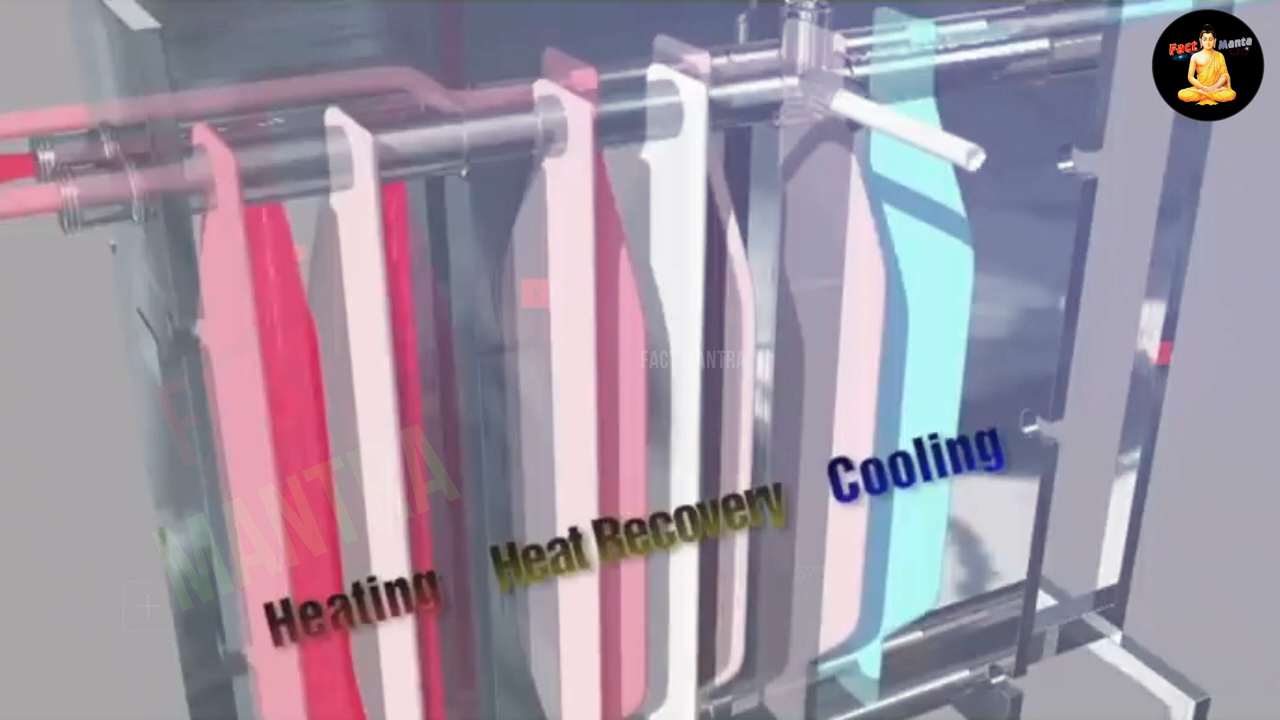 Fact Manta
FACT MANTRA
F
MANTRA
Cooling
Heat Recovery
Heating